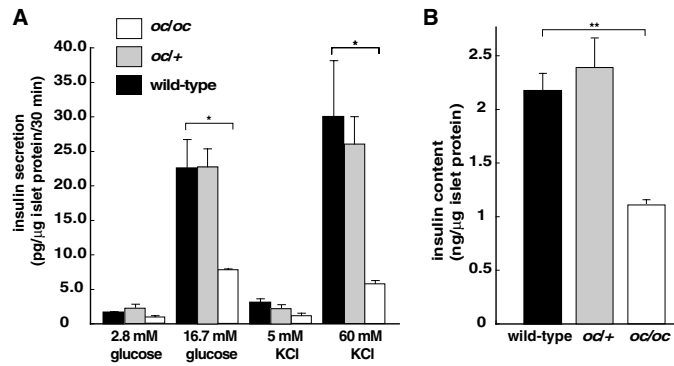 A
oc/oc
oc/+
wild-type
insulin secretion
(pg/μg islet protein/30 min)
40.0
35.0
30.0
25.0
20.0
15.0
10.0
5.0
0.0
*
*
2.8 mM
glucose
16.7 mM
glucose
5 mM
KCl
60 mM
KCl
B
insulin content
(ng/μg islet protein)
2.5
2
1.5
1
0.5
0
**
wild-type
oc/+
oc/oc